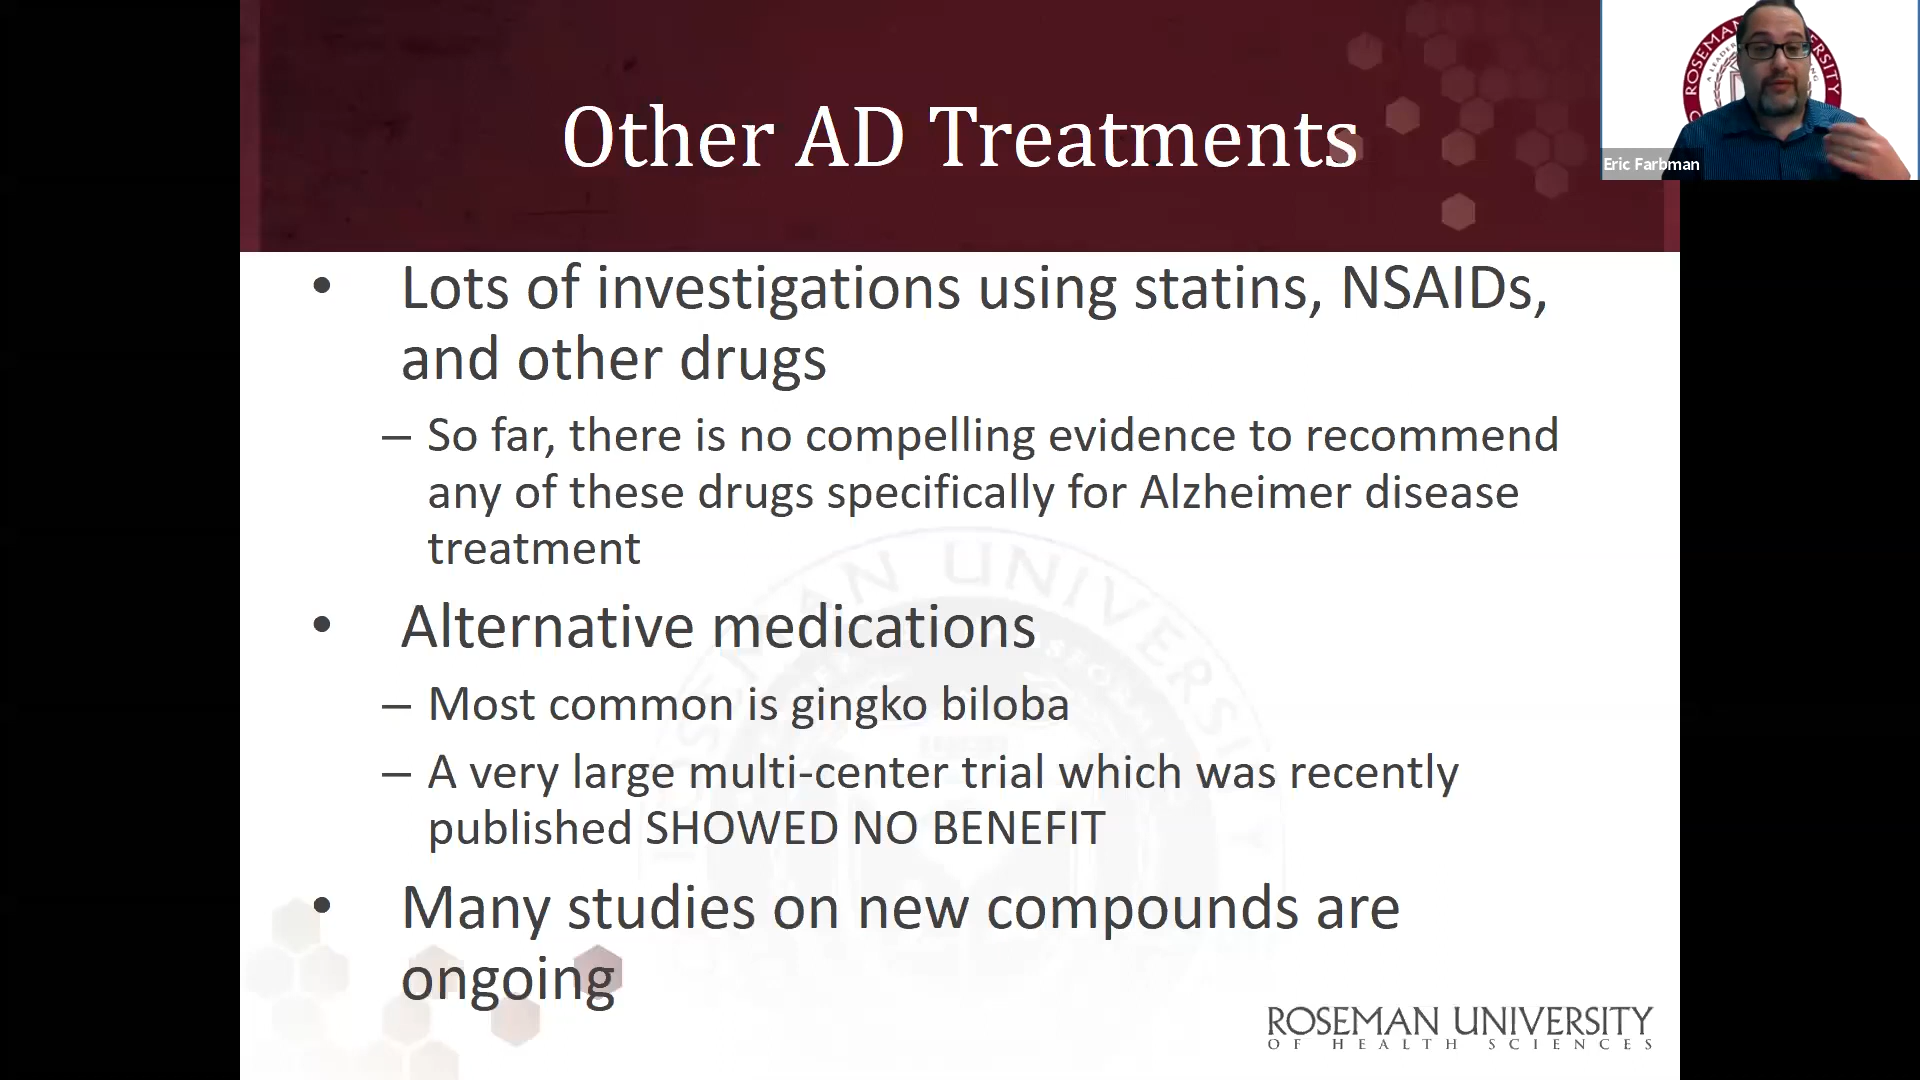 Other AD Treatments
• Lots of investigations using statins, NSAIDs,
and other drugs
– So far, there is no compelling evidence to recommend
any of these drugs specifically for Alzheimer disease
treatment
• Alternative medications
– Most common is gingko biloba
– A very large multi-center trial which was recently
published SHOWED NO BENEFIT
• Many studies on new compounds are
ongoing
ROSEMAN UNIVERSITY
OF HEALTH SCIENCES
Eric Farbman
ROSEMAN UNIVERSITY